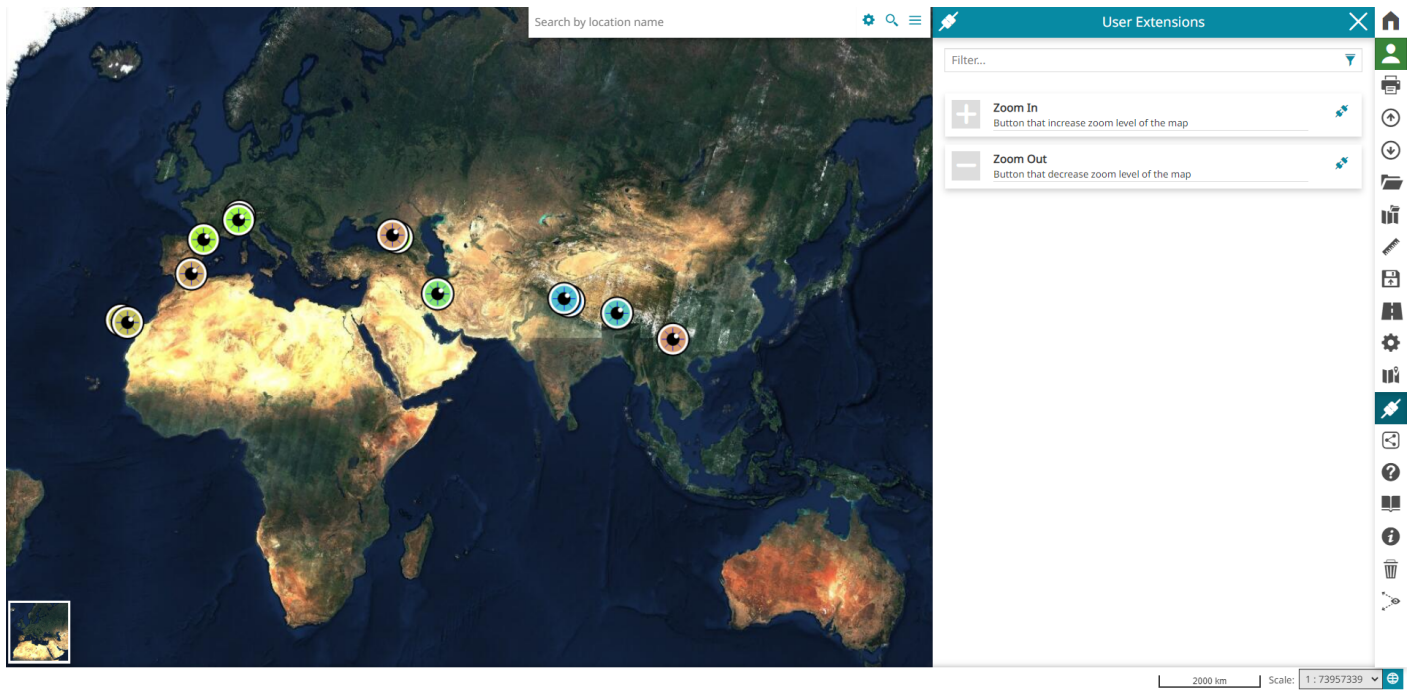 Search by location name
User Extensions
Filter...
Zoom In
Button that increase zoom level of the map
Zoom Out
Button that decrease zoom level of the map
2000 km
Scale:
1 : 73957339